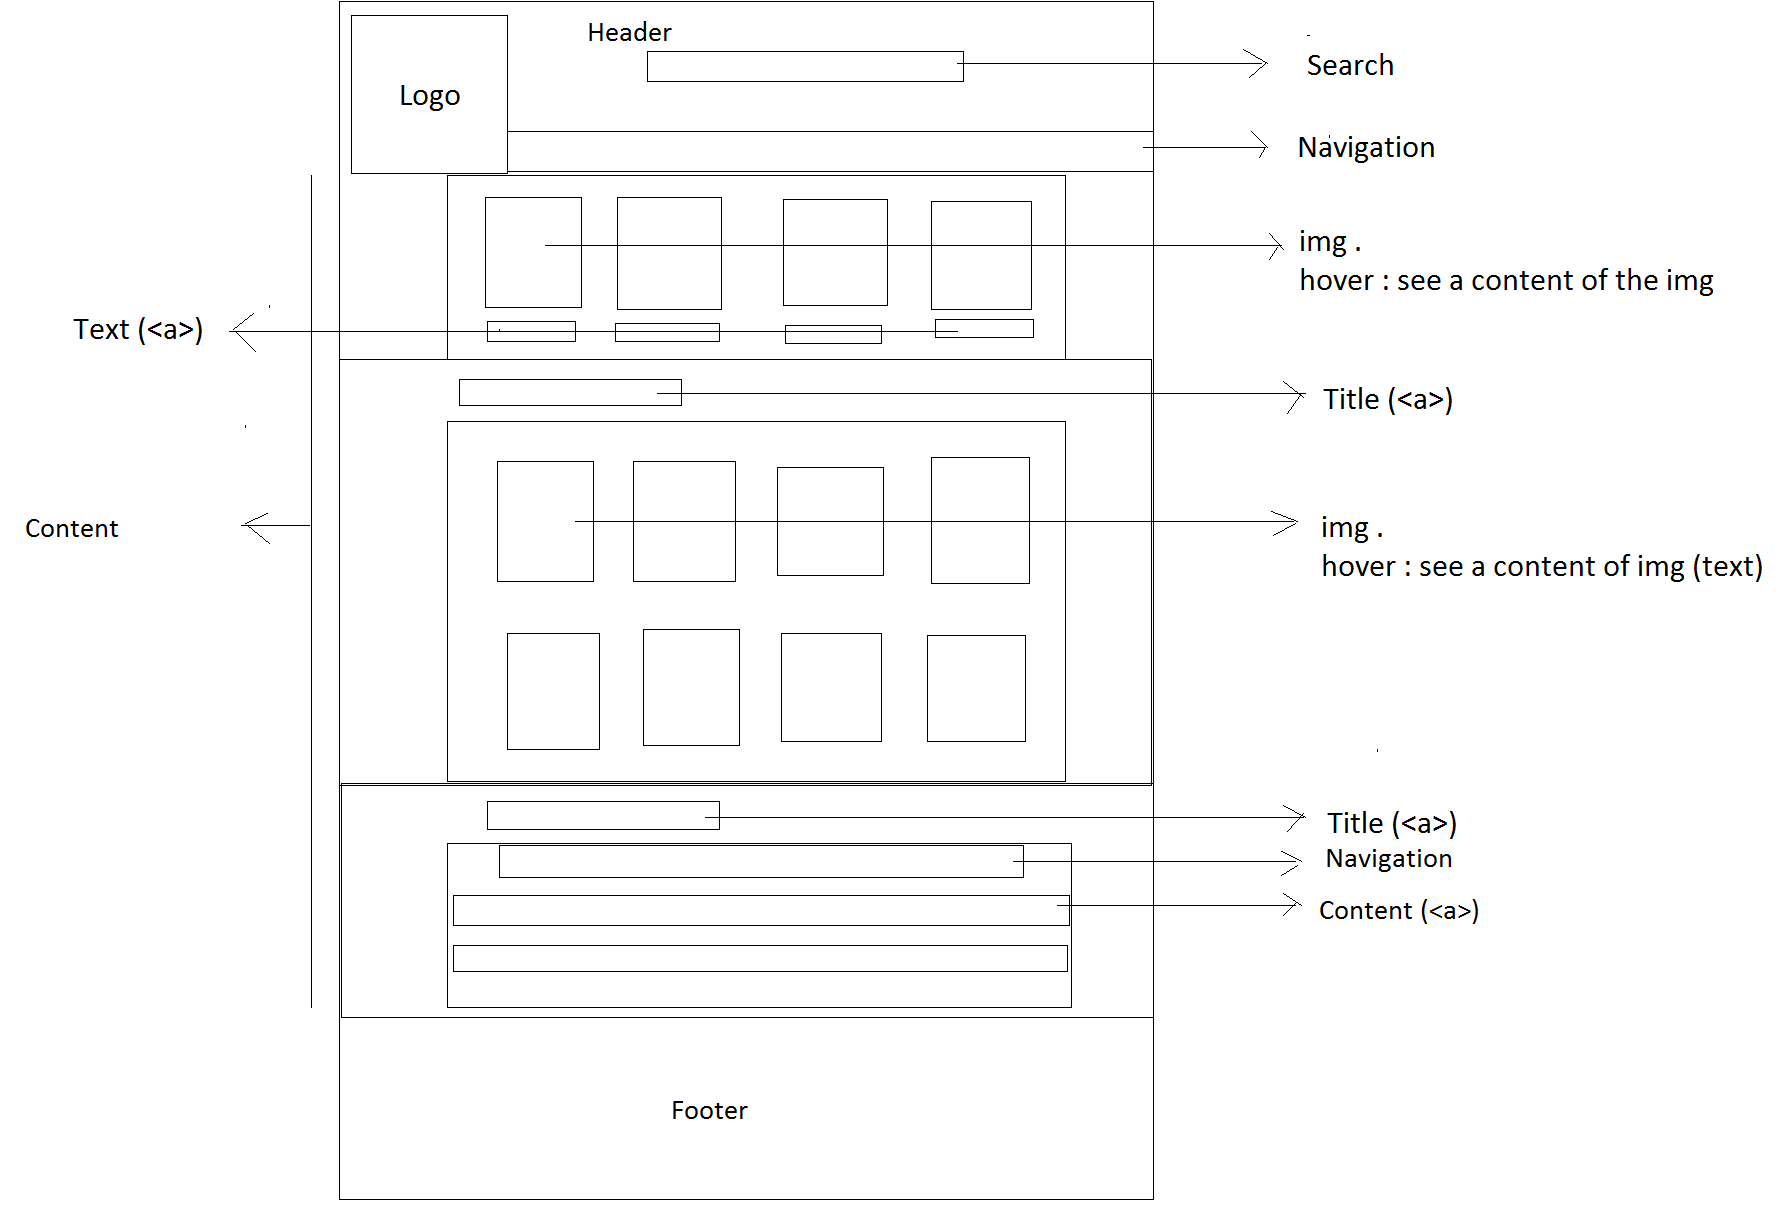 Header
Logo
Search
Navigation
img .
hover : see a content of the img
Text (<a>)
Title (<a>)
Content
img .
hover : see a content of img (text)
Title (<a>)
Navigation
Content (<a>)
Footer